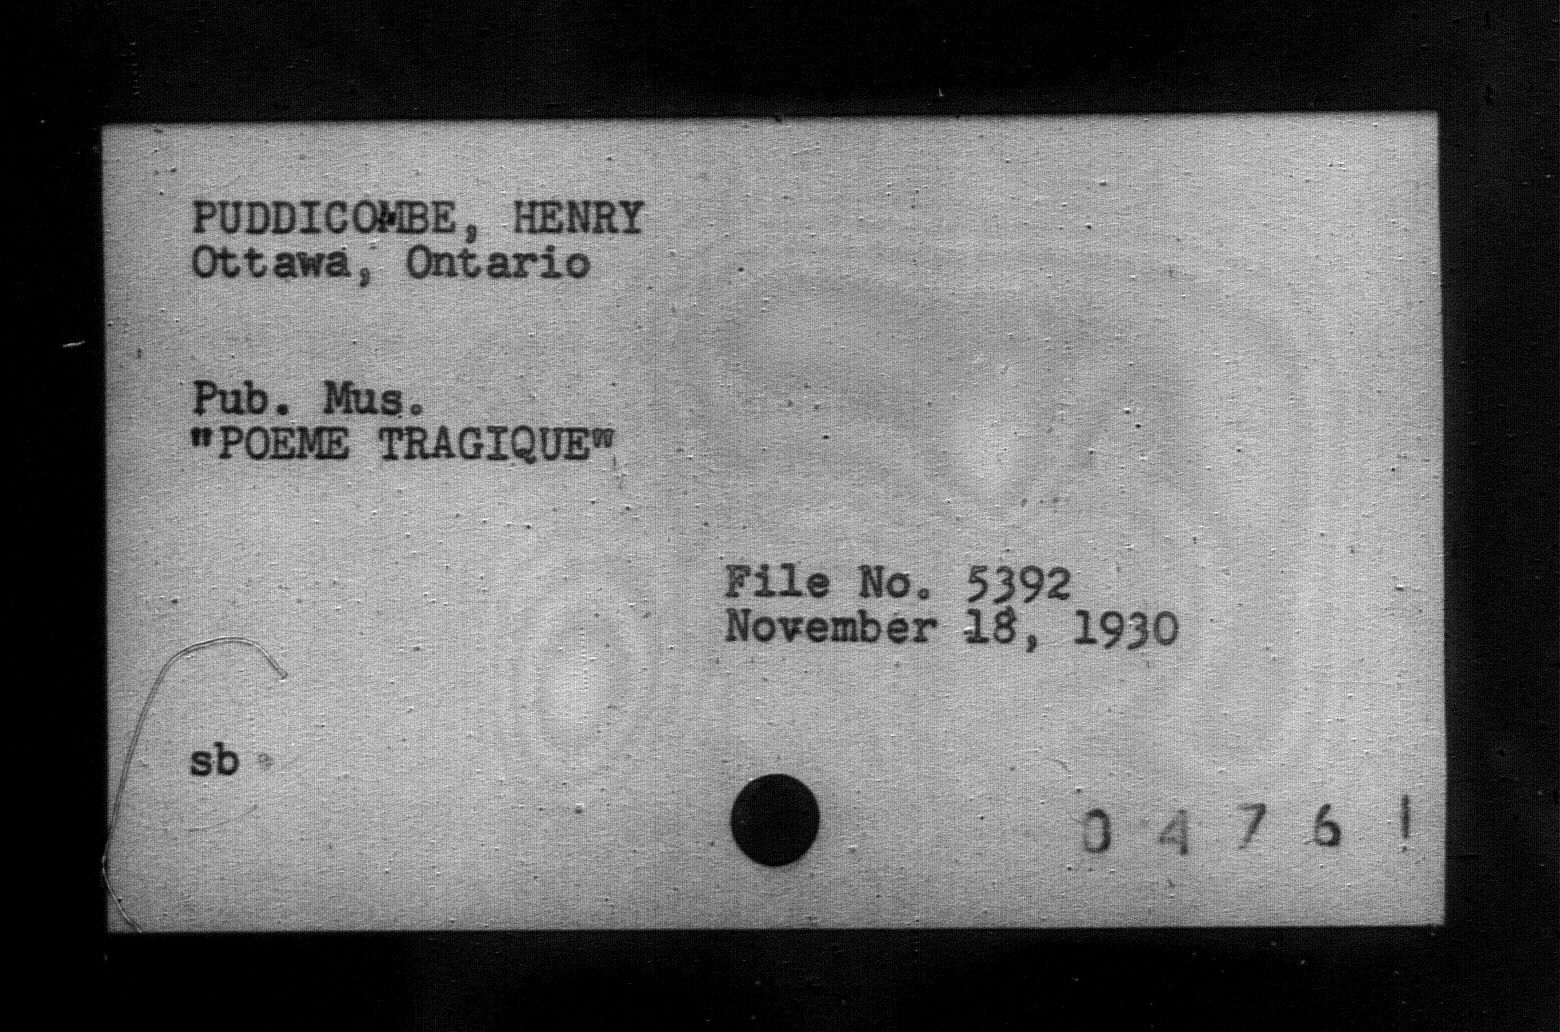 PUDDICOMBE, HENRY
Ottawa, Ontario
Pub. Mus.
"POEME TRAGIQUE"
File No. 5392
November 18, 1930
sb
0 4 7 6 !